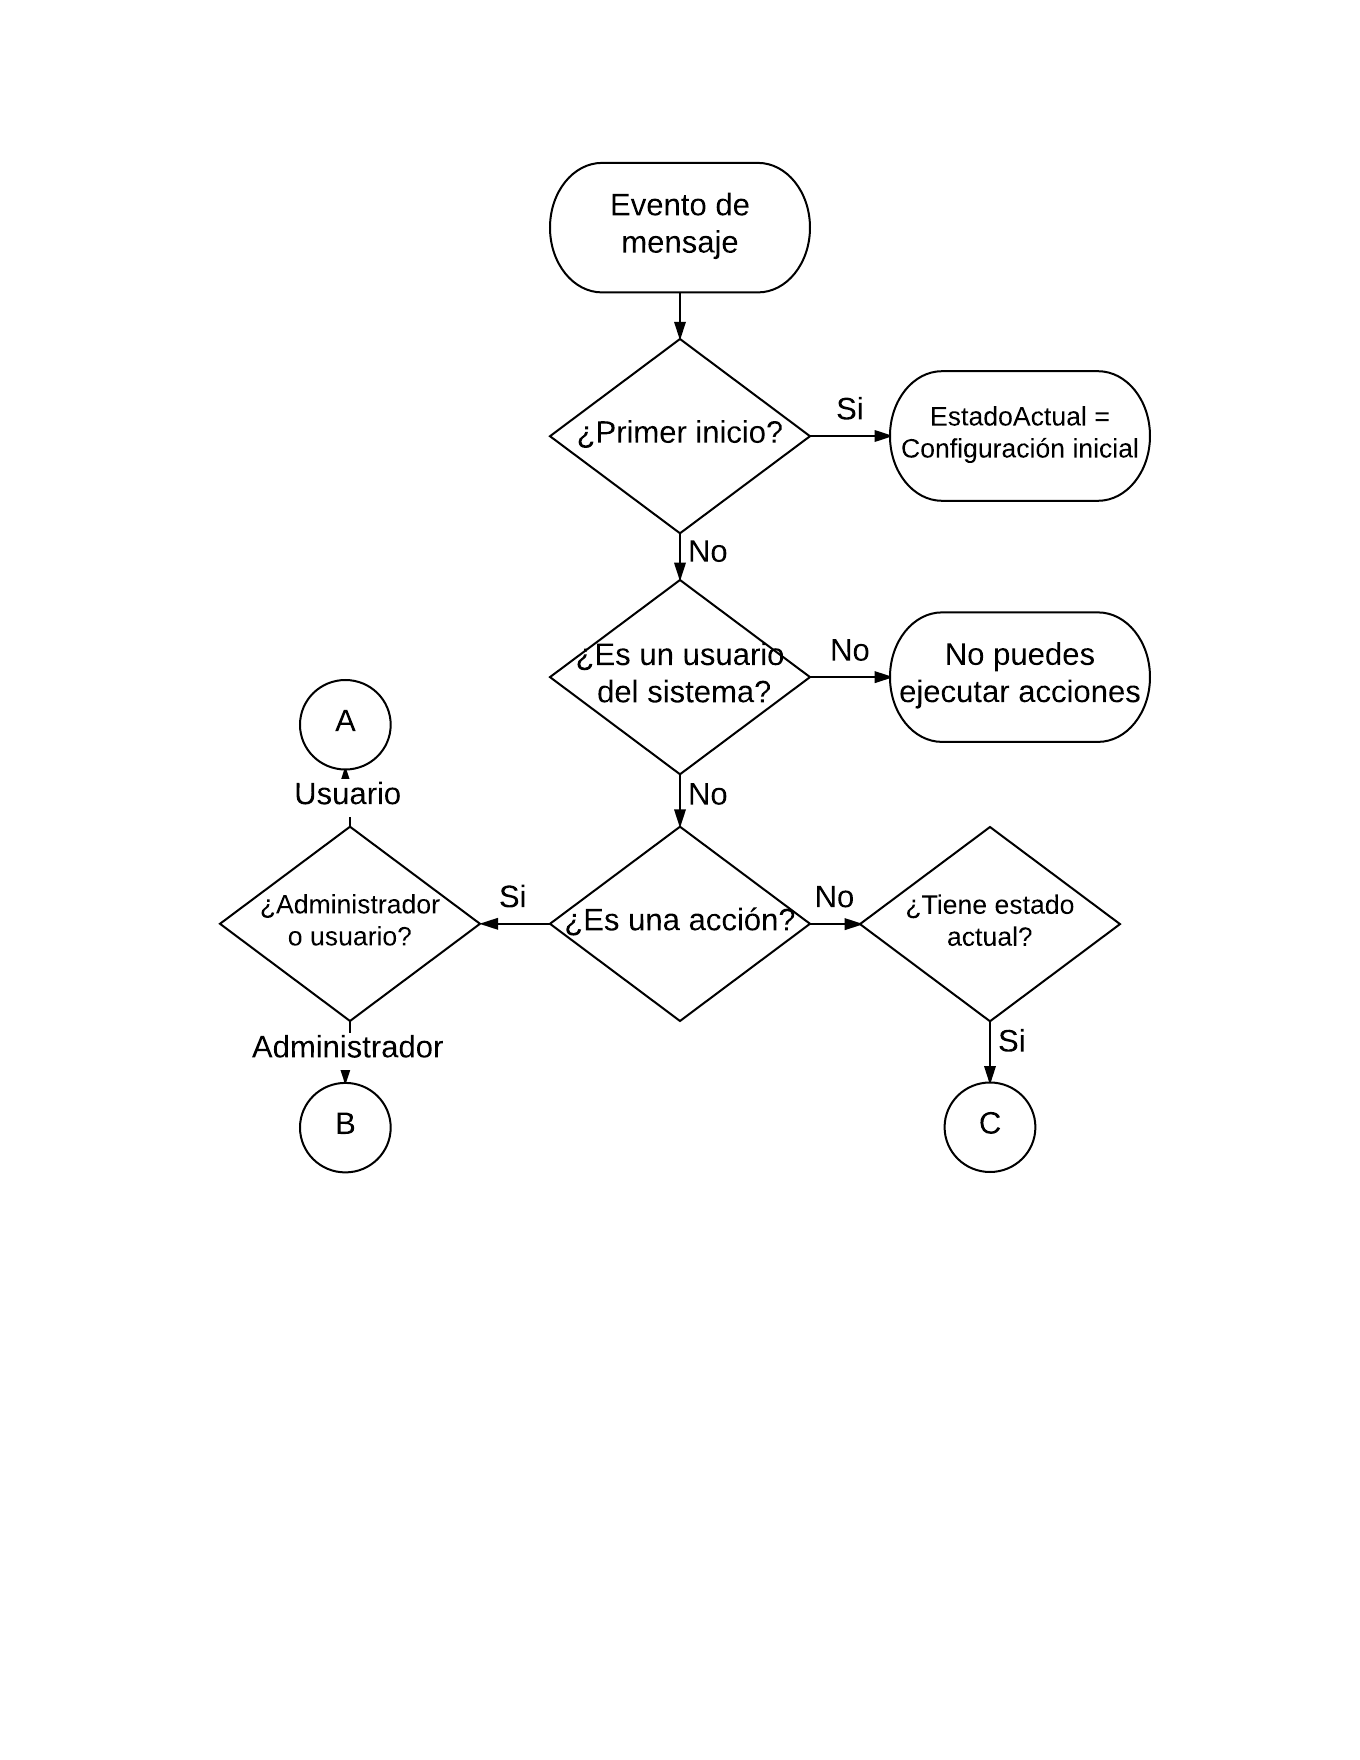 Evento de
mensaje
¿Primer inicio?
Si
EstadoActual =
Configuración inicial
No
¿Es un usuario
del sistema?
No
No puedes
ejecutar acciones
No
A
Usuario
¿Administrador
o usuario?
Si
¿Es una acción?
No
¿Tiene estado
actual?
Administrador
B
Si
C